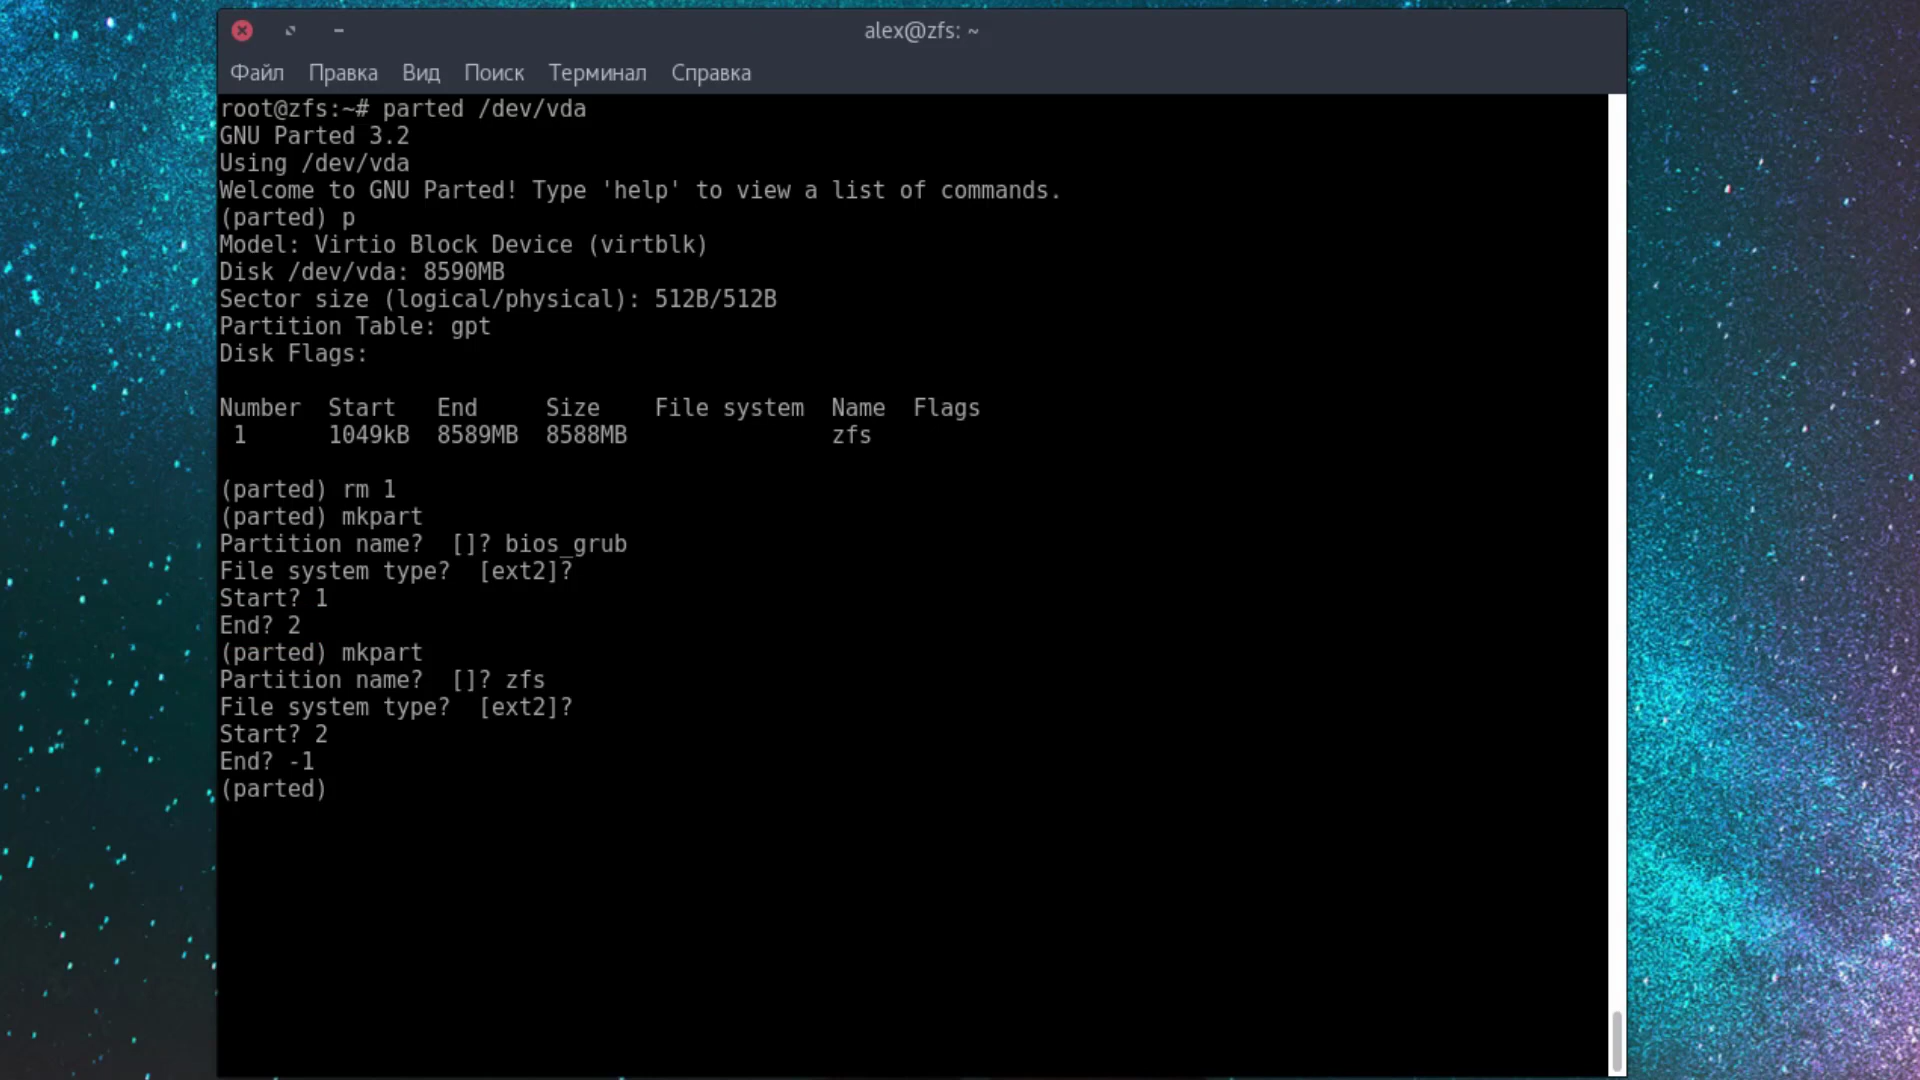 alex@zfs: ~
Файл Правка Вид Поиск Терминал Справка
root@zfs:~# parted /dev/vda
GNU Parted 3.2
Using /dev/vda
Welcome to GNU Parted! Type 'help' to view a list of commands.
(parted) p
Model: Virtio Block Device (virtblk)
Disk /dev/vda: 8590MB
Sector size (logical/physical): 512B/512B
Partition Table: gpt
Disk Flags:
Number  Start   End     Size    File system  Name  Flags
 1      1049kB  8589MB  8588MB               zfs
(parted) rm 1
(parted) mkpart
Partition name?  []? bios_grub
File system type?  [ext2]?
Start? 1
End? 2
(parted) mkpart
Partition name?  []? zfs
File system type?  [ext2]?
Start? 2
End? -1
(parted)